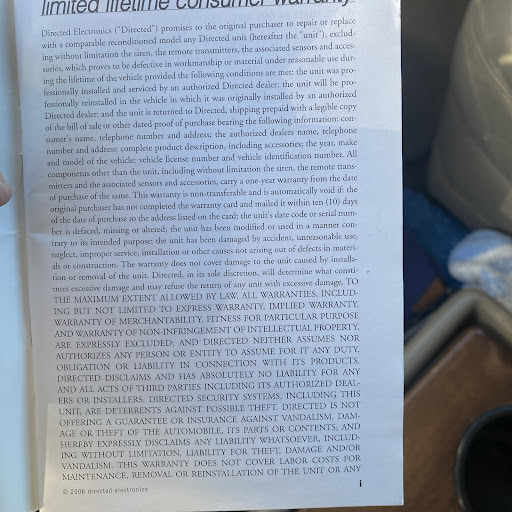 limited lifetime consumer warranty
Directed Electronics ("Directed") promises to the original purchaser to repair or replace
with a comparable reconditioned model any Directed unit (hereafter the "unit"), exclud-
ing without limitation the siren, the remote transmitters, the associated sensors and acces-
sories, which proves to be defective in workmanship or material under reasonable use dur-
ing the lifetime of the vehicle provided the following conditions are met: the unit was pro-
fessionally installed and serviced by an authorized Directed dealer; the unit will be pro-
fessionally reinstalled in the vehicle in which it was originally installed by an authorized
Directed dealer; and the unit is returned to Directed, shipping prepaid with a legible copy
of the bill of sale or other dated proof of purchase bearing the following information: con-
sumer's name, telephone number and address; the authorized dealers name, telephone
number and address; complete product description, including accessories; the year, make
and model of the vehicle; vehicle license number and vehicle identification number. All
components other than the unit, including without limitation the siren, the remote trans-
mitters and the associated sensors and accessories, carry a one-year warranty from the date
of purchase of the same. This warranty is non-transferable and is automatically void if: the
original purchaser has not completed the warranty card and mailed it within ten (10) days
of the date of purchase to the address listed on the card; the unit's date code or serial num-
ber is defaced, missing or altered; the unit has been modified or used in a manner con-
trary to its intended purpose; the unit has been damaged by accident, unreasonable use,
neglect, improper service, installation or other causes not arising out of defects in materi-
als or construction. The warranty does not cover damage to the unit caused by installa-
tion or removal of the unit. Directed, in its sole discretion, will determine what consti-
tutes excessive damage and may refuse the return of any unit with excessive damage. TO
THE MAXIMUM EXTENT ALLOWED BY LAW, ALL WARRANTIES, INCLUD-
ING BUT NOT LIMITED TO EXPRESS WARRANTY, IMPLIED WARRANTY,
WARRANTY OF MERCHANTABILITY, FITNESS FOR PARTICULAR PURPOSE
AND WARRANTY OF NON-INFRINGEMENT OF INTELLECTUAL PROPERTY,
ARE EXPRESSLY EXCLUDED; AND DIRECTED NEITHER ASSUMES NOR
AUTHORIZES ANY PERSON OR ENTITY TO ASSUME FOR IT ANY DUTY,
OBLIGATION OR LIABILITY IN CONNECTION WITH ITS PRODUCTS.
DIRECTED DISCLAIMS AND HAS ABSOLUTELY NO LIABILITY FOR ANY
AND ALL ACTS OF THIRD PARTIES INCLUDING ITS AUTHORIZED DEAL-
ERS OR INSTALLERS. DIRECTED SECURITY SYSTEMS, INCLUDING THIS
UNIT, ARE DETERRENTS AGAINST POSSIBLE THEFT. DIRECTED IS NOT
OFFERING A GUARANTEE OR INSURANCE AGAINST VANDALISM, DAM-
AGE OR THEFT OF THE AUTOMOBILE, ITS PARTS OR CONTENTS; AND
HEREBY EXPRESSLY DISCLAIMS ANY LIABILITY WHATSOEVER, INCLUD-
ING WITHOUT LIMITATION, LIABILITY FOR THEFT, DAMAGE AND/OR
VANDALISM. THIS WARRANTY DOES NOT COVER LABOR COSTS FOR
MAINTENANCE, REMOVAL OR REINSTALLATION OF THE UNIT OR ANY
© 2006 directed electronics
i